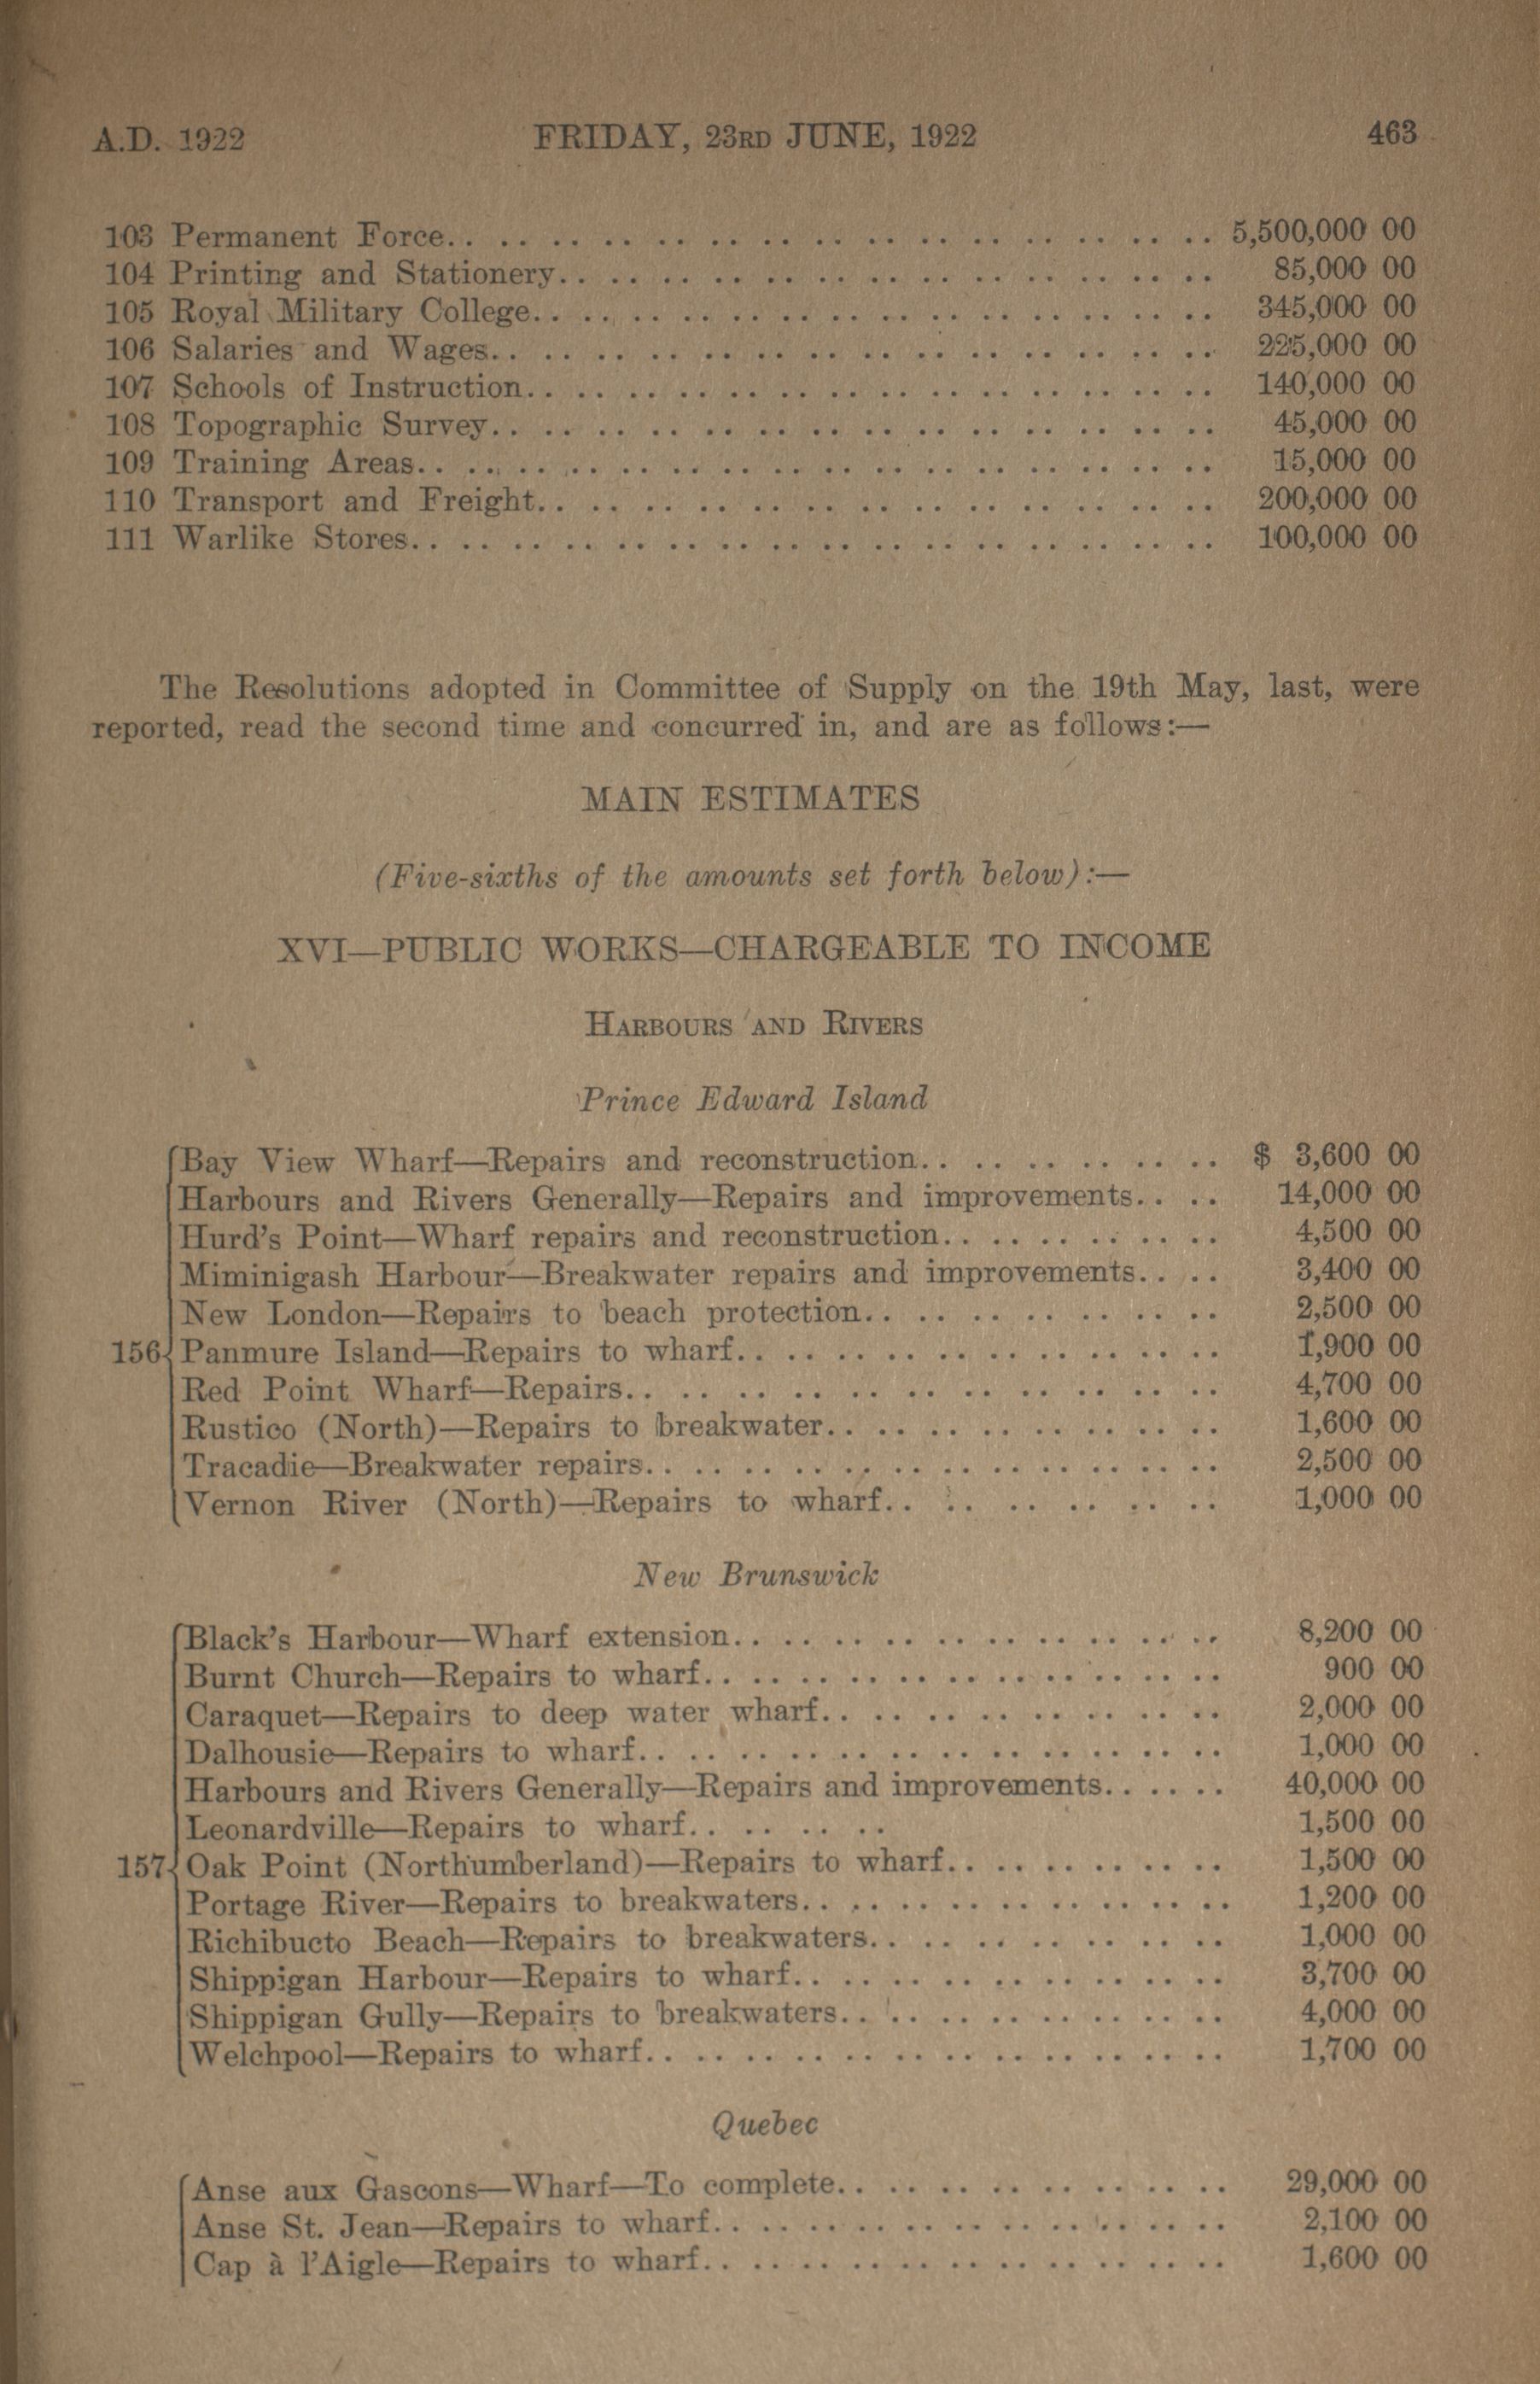 A.D. 1922 FRIDAY, 23RD JUNE, 1922 463
103 Permanent Force. . . . . . . . . . . . . . . . . . . . . . . . . . . . . . 5,500,000 00
104 Printing and Stationery. . . . . . . . . . . . . . . . . . . . . . . . . . 85,000 00
105 Royal Military College. . . . . . . . . . . . . . . . . . . . . . . . . . . 345,000 00
106 Salaries and Wages. . . . . . . . . . . . . . . . . . . . . . . . . . . . 225,000 00
107 Schools of Instruction. . . . . . . . . . . . . . . . . . . . . . . . . . . 140,000 00
108 Topographic Survey. . . . . . . . . . . . . . . . . . . . . . . . . . . . 45,000 00
109 Training Areas. . . . . . . . . . . . . . . . . . . . . . . . . . . . . . . 15,000 00
110 Transport and Freight. . . . . . . . . . . . . . . . . . . . . . . . . . 200,000 00
111 Warlike Stores. . . . . . . . . . . . . . . . . . . . . . . . . . . . . . . 100,000 00
The Resolutions adopted in Committee of Supply on the 19th May, last, were
reported, read the second time and concurred in, and are as follows:—
MAIN ESTIMATES
(Five-sixths of the amounts set forth below):—
XVI—PUBLIC WORKS—CHARGEABLE TO INCOME
HARBOURS AND RIVERS
Prince Edward Island
Bay View Wharf—Repairs and reconstruction. . . . . . . . . . . . $ 3,600 00
Harbours and Rivers Generally—Repairs and improvements. . . . 14,000 00
Hurd's Point—Wharf repairs and reconstruction. . . . . . . . . . . 4,500 00
Miminigash Harbour—Breakwater repairs and improvements. . . . 3,400 00
New London—Repairs to beach protection. . . . . . . . . . . . . . 2,500 00
156 Panmure Island—Repairs to wharf. . . . . . . . . . . . . . . . . . 1,900 00
Red Point Wharf—Repairs. . . . . . . . . . . . . . . . . . . . . . 4,700 00
Rustico (North)—Repairs to breakwater. . . . . . . . . . . . . . . 1,600 00
Tracadie—Breakwater repairs. . . . . . . . . . . . . . . . . . . . . . 2,500 00
Vernon River (North)—Repairs to wharf. . . . . . . . . . . . 1,000 00
New Brunswick
Black's Harbour—Wharf extension. . . . . . . . . . . . . . . . . . . 8,200 00
Burnt Church—Repairs to wharf. . . . . . . . . . . . . . . . . . . . 900 00
Caraquet—Repairs to deep water wharf. . . . . . . . . . . . . . . 2,000 00
Dalhousie—Repairs to wharf. . . . . . . . . . . . . . . . . . . . . . . 1,000 00
Harbours and Rivers Generally—Repairs and improvements. . . . . . 40,000 00
Leonardville—Repairs to wharf. . . . . . . . 1,500 00
157 Oak Point (Northumberland)—Repairs to wharf. . . . . . . . . . . 1,500 00
Portage River—Repairs to breakwaters. . . . . . . . . . . . . . . . . 1,200 00
Richibucto Beach—Repairs to breakwaters. . . . . . . . . . . . . . 1,000 00
Shippigan Harbour—Repairs to wharf. . . . . . . . . . . . . . . . . 3,700 00
Shippigan Gully—Repairs to breakwaters. . . . . . . . . . . . . . . 4,000 00
Welchpool—Repairs to wharf. . . . . . . . . . . . . . . . . . . . . . . 1,700 00
Quebec
Anse aux Gascons—Wharf—To complete. . . . . . . . . . . . . . . 29,000 00
Anse St. Jean—Repairs to wharf. . . . . . . . . . . . . . . . . . . . . 2,100 00
Cap à l'Aigle—Repairs to wharf. . . . . . . . . . . . . . . . . . . . . 1,600 00